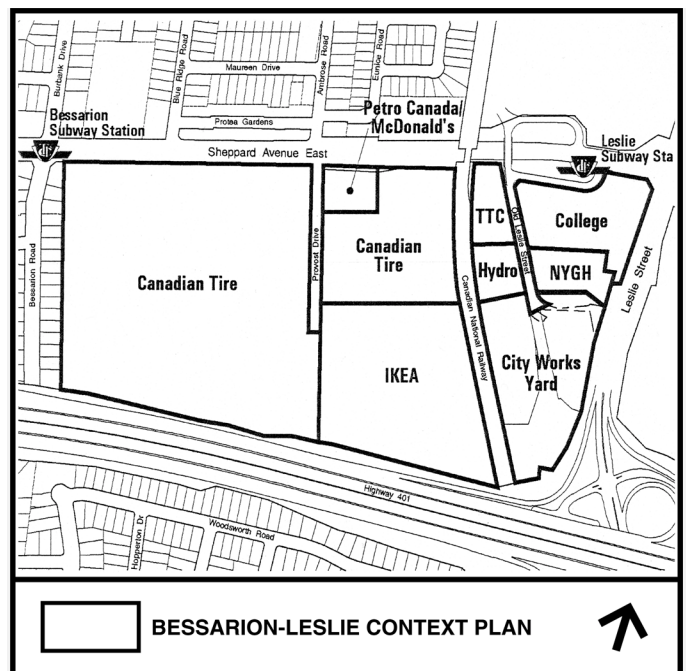 Burbank Drive
Blue Ridge Road
Maureen Drive
Ambrose Road
Eunice Road
Bessarion
Subway Station
Protea Gardens
Petro Canada/
McDonald's
Sheppard Avenue East
Leslie
Subway Sta
TTC
College
Old Leslie Street
Provost Drive
Canadian
Tire
Canadian Tire
Hydro
NYGH
Bessarion Road
Leslie Street
Canadian National Railway
IKEA
City Works
Yard
Highway 401
Woodsworth Road
Hopperton Dr
BESSARION-LESLIE CONTEXT PLAN